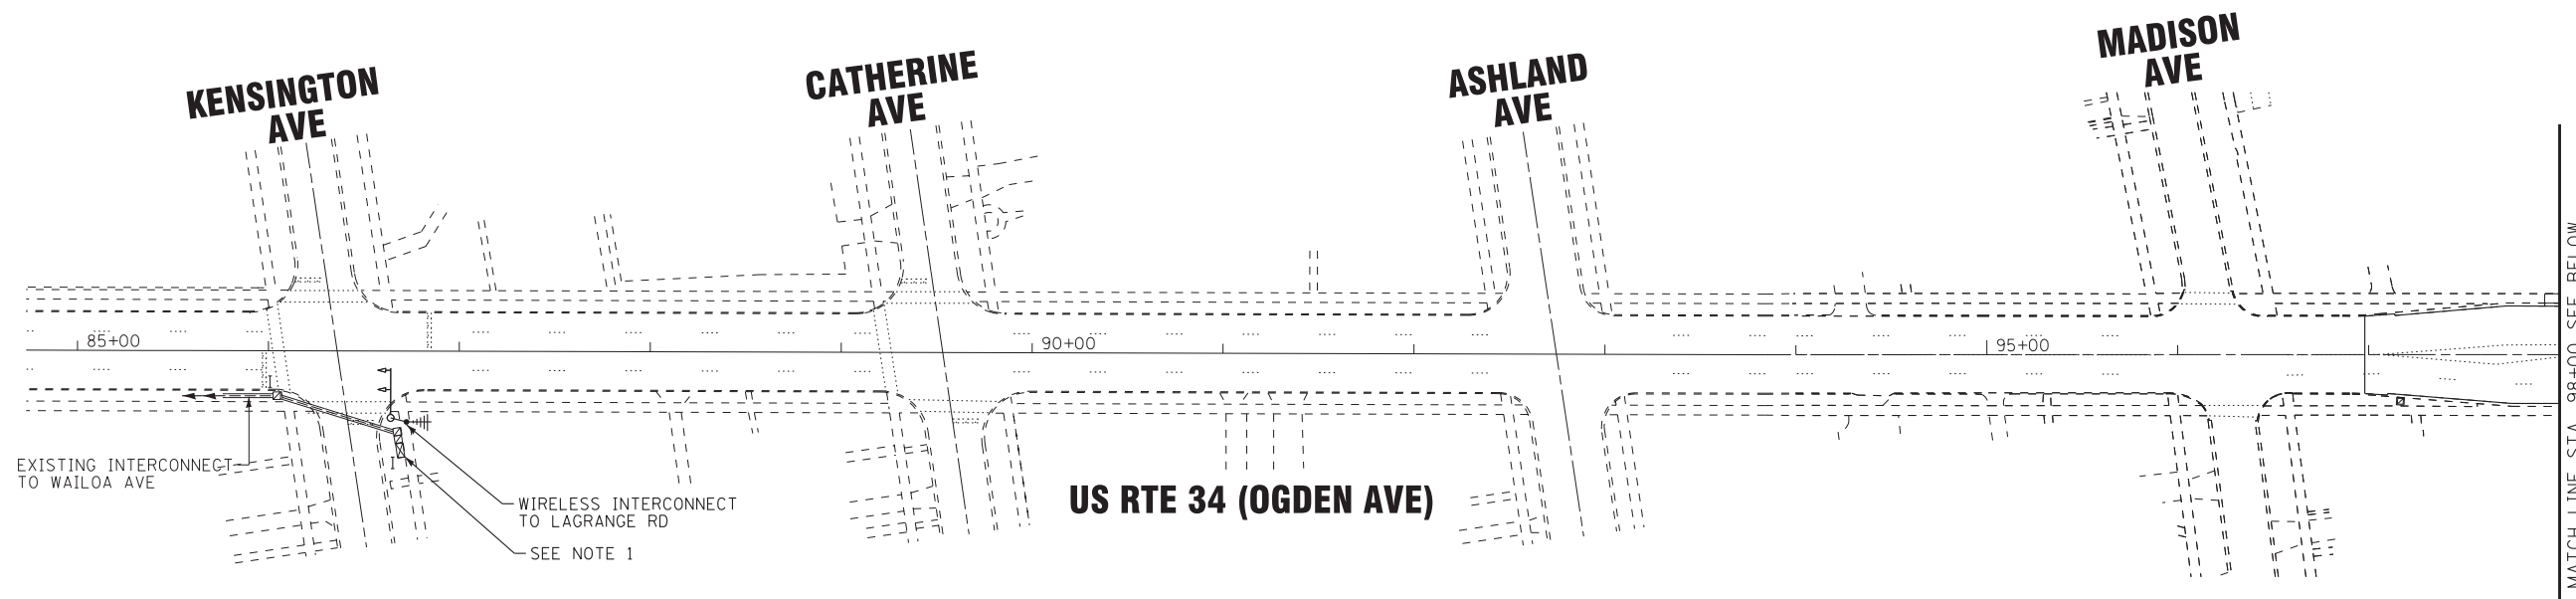 KENSINGTON
AVE
CATHERINE
AVE
ASHLAND
AVE
MADISON
AVE
85+00
90+00
95+00
EXISTING INTERCONNECT
TO WAILOA AVE
WIRELESS INTERCONNECT
TO LAGRANGE RD
SEE NOTE 1
US RTE 34 (OGDEN AVE)
MATCH LINE STA 98+00 SEE BELOW